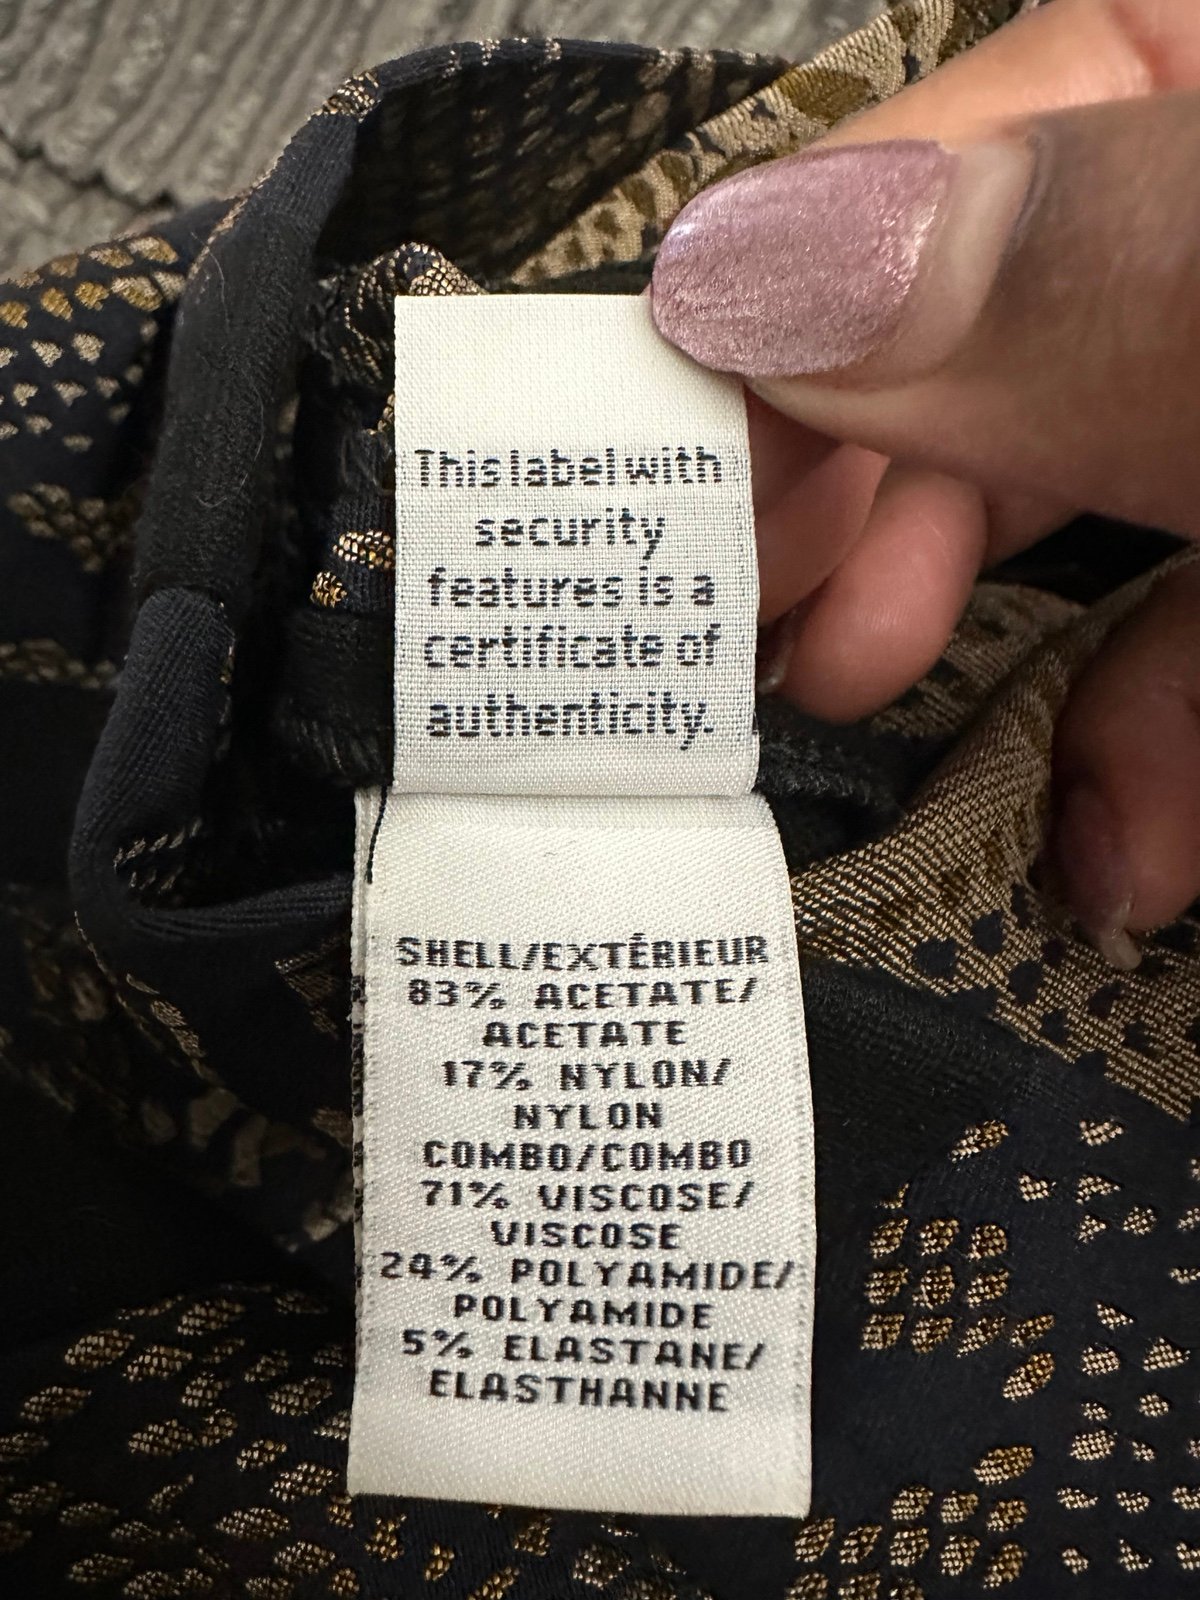 This label with
security
features is a
certificate of
authenticity.
SHELL/EXTÉRIEUR
83% ACETATE/
ACETATE
17% NYLON/
NYLON
COMBO/COMBO
71% VISCOSE/
VISCOSE
24% POLYAMIDE/
POLYAMIDE
5% ELASTANE/
ELASTHANNE